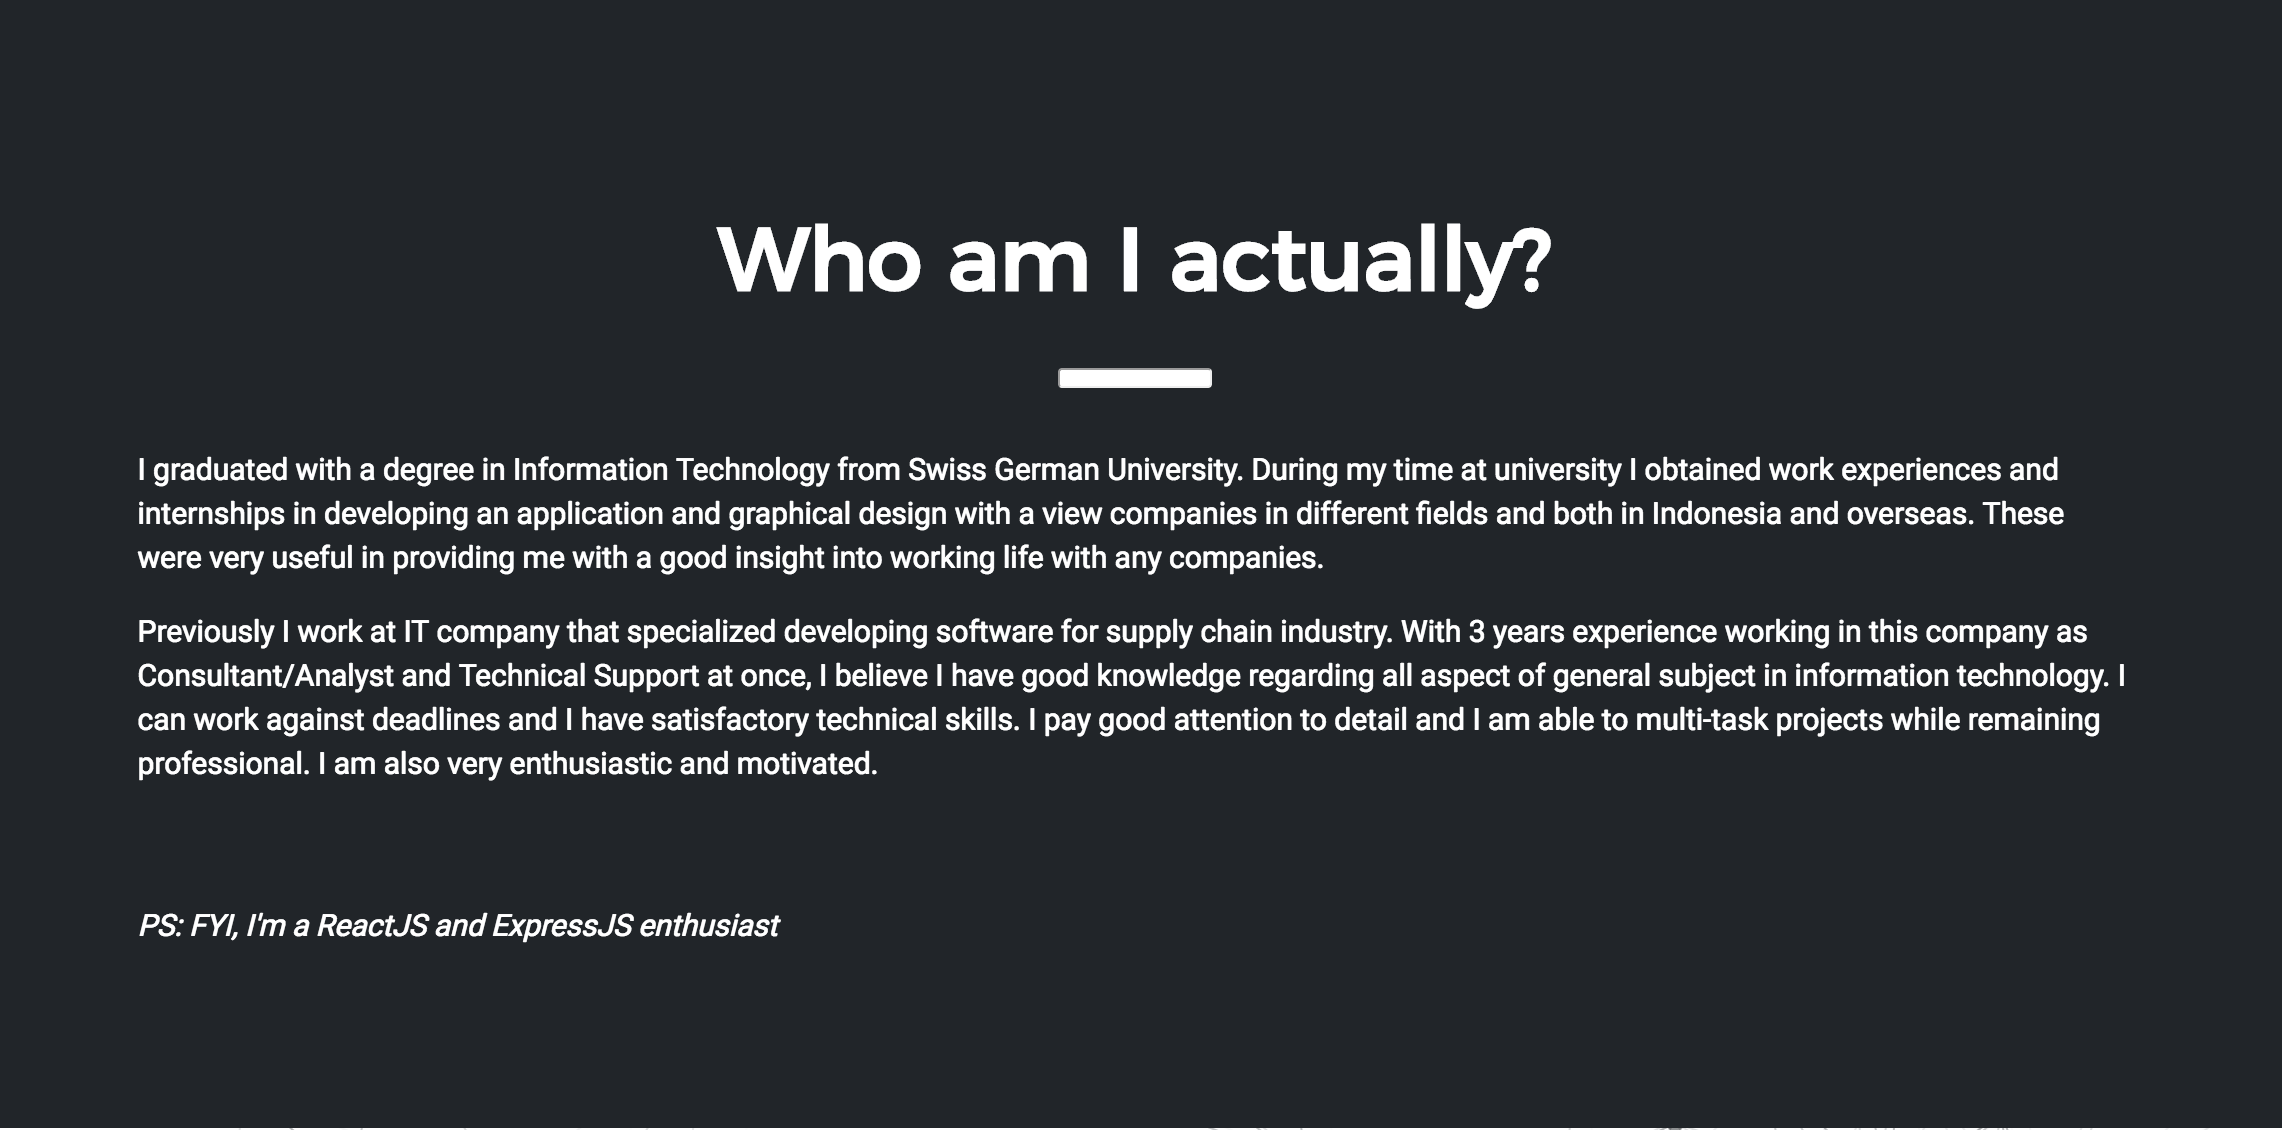 Who am I actually?
I graduated with a degree in Information Technology from Swiss German University. During my time at university I obtained work experiences and
internships in developing an application and graphical design with a view companies in different fields and both in Indonesia and overseas. These
were very useful in providing me with a good insight into working life with any companies.
Previously I work at IT company that specialized developing software for supply chain industry. With 3 years experience working in this company as
Consultant/Analyst and Technical Support at once, I believe I have good knowledge regarding all aspect of general subject in information technology. I
can work against deadlines and I have satisfactory technical skills. I pay good attention to detail and I am able to multi-task projects while remaining
professional. I am also very enthusiastic and motivated.
PS: FYI, I'm a ReactJS and ExpressJS enthusiast